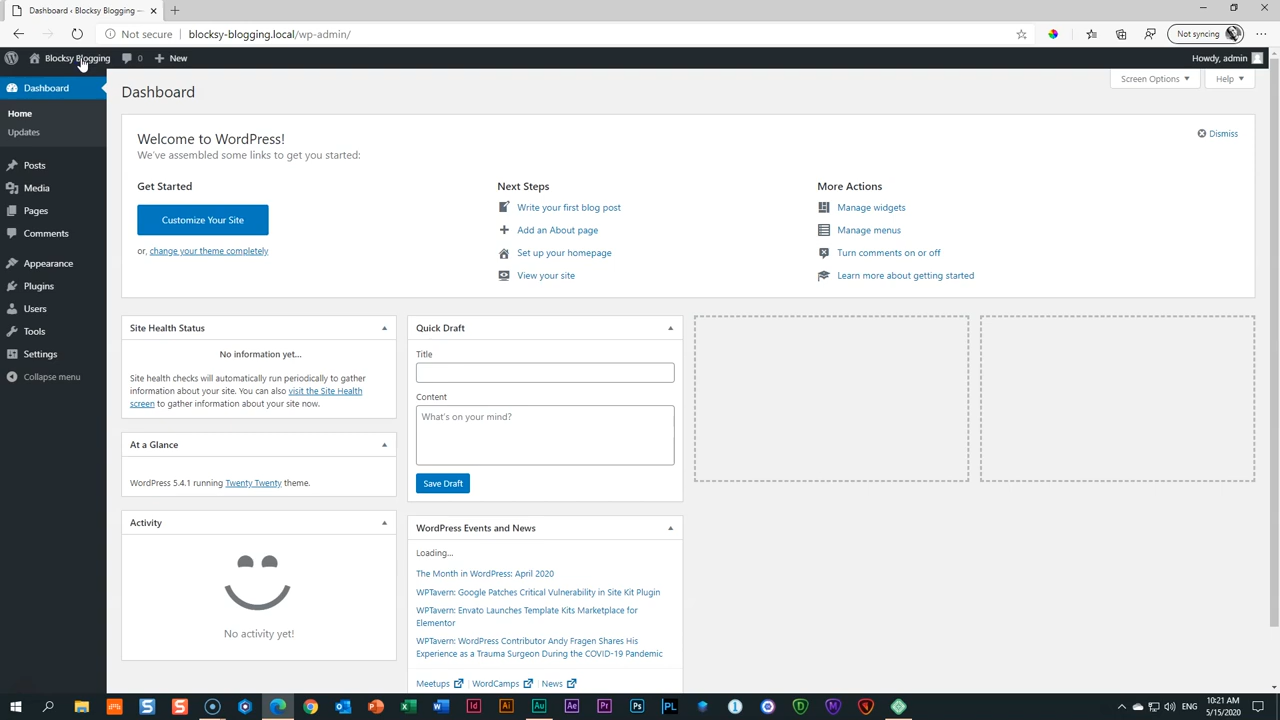 Dashboard ‹ Blocksy Blogging —
Not secure
blocksy-blogging.local/wp-admin/
Not syncing
Blocksy Blogging
0
New
Howdy, admin
Dashboard
Home
Updates
Posts
Media
Pages
Comments
Appearance
Plugins
Users
Tools
Settings
Collapse menu
Screen Options
Help
Dashboard
Welcome to WordPress!
We've assembled some links to get you started:
Dismiss
Get Started
Customize Your Site
or, change your theme completely
Next Steps
Write your first blog post
Add an About page
Set up your homepage
View your site
More Actions
Manage widgets
Manage menus
Turn comments on or off
Learn more about getting started
Site Health Status
No information yet...
Site health checks will automatically run periodically to gather
information about your site. You can also visit the Site Health
screen to gather information about your site now.
At a Glance
WordPress 5.4.1 running Twenty Twenty theme.
Activity
No activity yet!
Quick Draft
Title
Content
What's on your mind?
Save Draft
WordPress Events and News
Loading...
The Month in WordPress: April 2020
WPTavern: Google Patches Critical Vulnerability in Site Kit Plugin
WPTavern: Envato Launches Template Kits Marketplace for
Elementor
WPTavern: WordPress Contributor Andy Fragen Shares His
Experience as a Trauma Surgeon During the COVID-19 Pandemic
Meetups
WordCamps
News
ENG
10:21 AM
5/15/2020